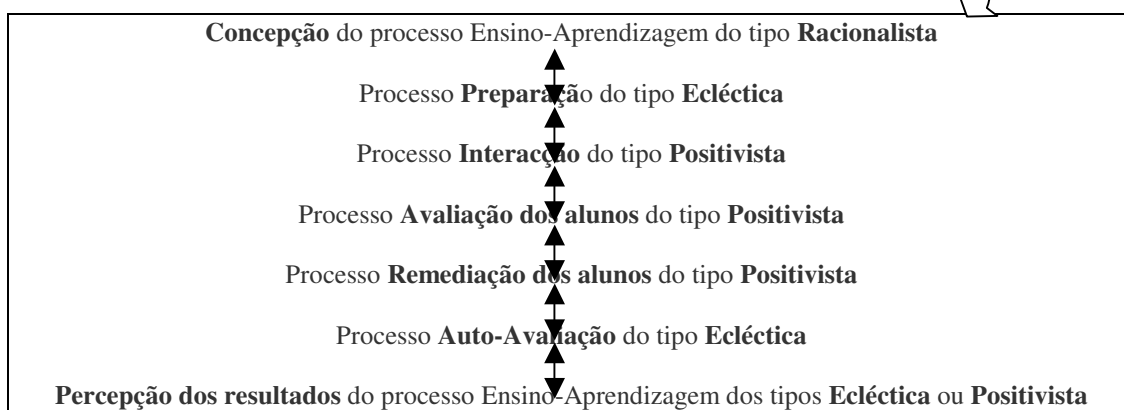 Concepção do processo Ensino-Aprendizagem do tipo Racionalista
Processo Preparação do tipo Ecléctica
Processo Interacção do tipo Positivista
Processo Avaliação dos alunos do tipo Positivista
Processo Remediação dos alunos do tipo Positivista
Processo Auto-Avaliação do tipo Ecléctica
Percepção dos resultados do processo Ensino-Aprendizagem dos tipos Ecléctica ou Positivista